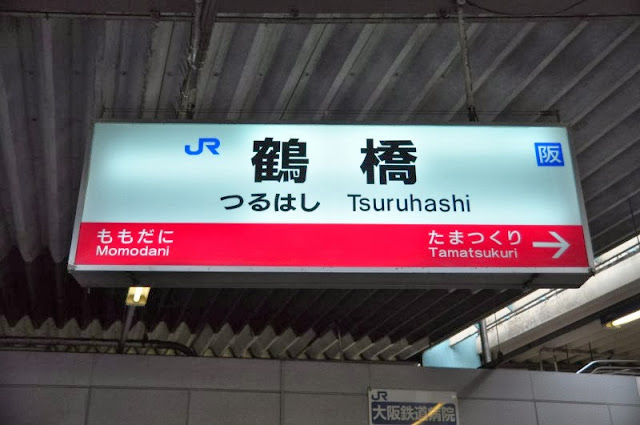 JR 鶴橋 阪
つるはし Tsuruhashi
ももだに たまつくり →
Momodani Tamatsukuri
JR
大阪鉄道病院